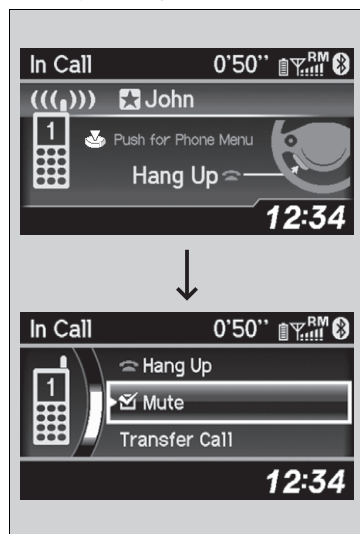 In Call 0'50'' RM
John
1
Push for Phone Menu
Hang Up
12:34
In Call 0'50'' RM
Hang Up
1
Mute
Transfer Call
12:34